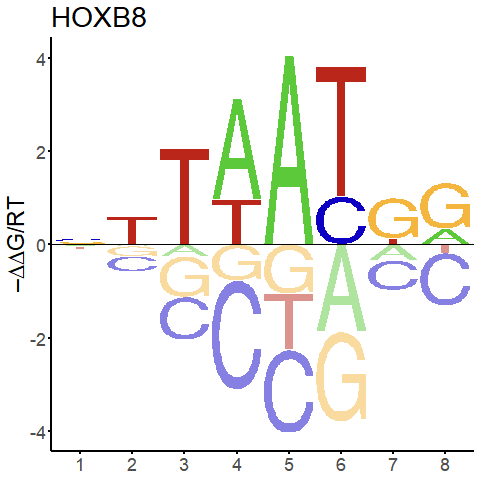 HOXB8
−ΔΔG/RT
4
2
0
-2
-4
T T T A A T G G
T C T A
G G A G G A A T
C C C C T G C C
C
1 2 3 4 5 6 7 8